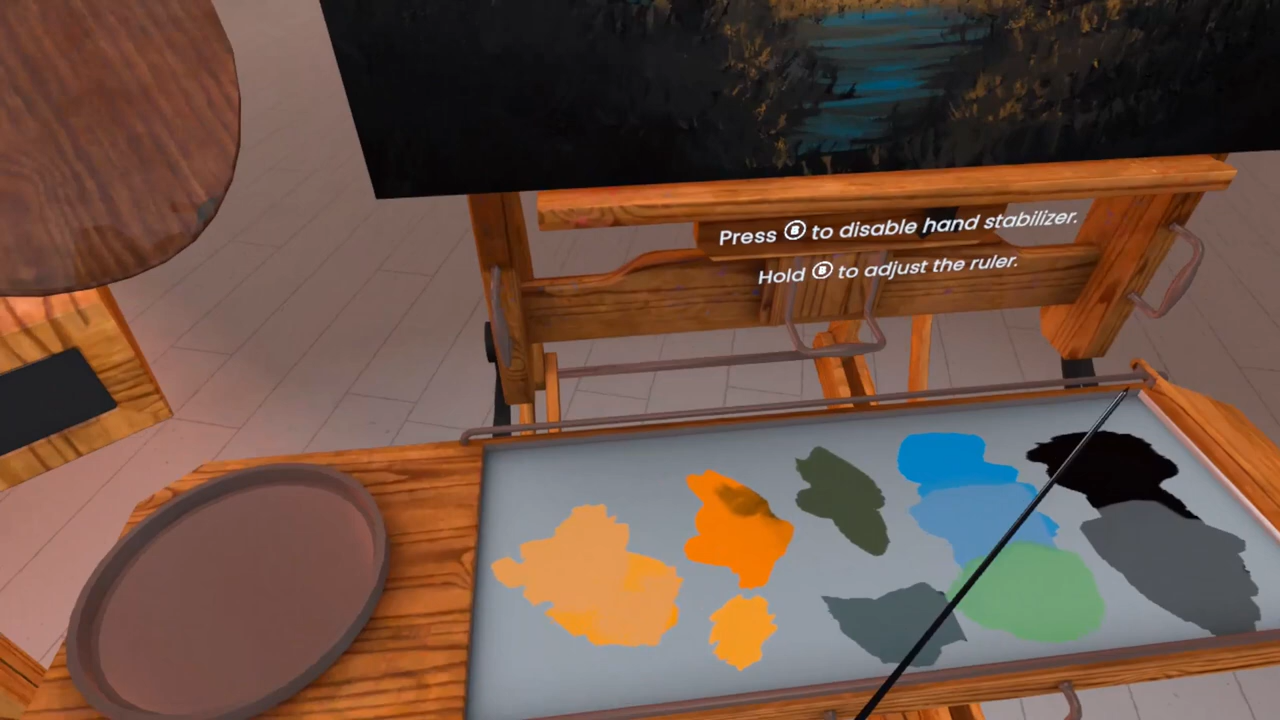 Press B to disable hand stabilizer.
Hold B to adjust the ruler.